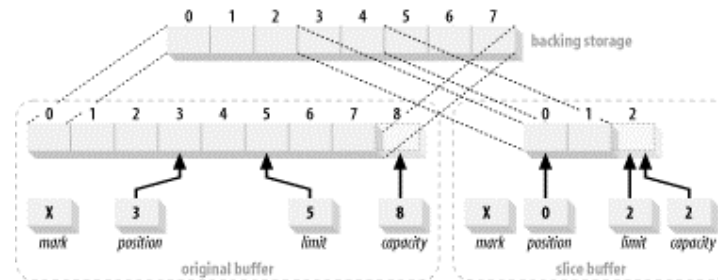 0 1 2 3 4 5 6 7
backing storage
0 1 2 3 4 5 6 7 8
0 1 2
X 3 5 8
mark position limit capacity
X 0 2 2
mark position limit capacity
original buffer
slice buffer